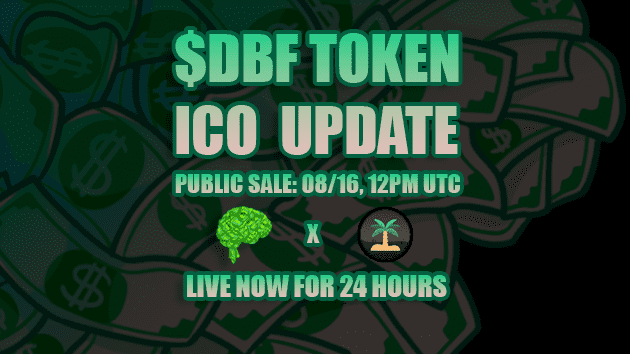 $DBF TOKEN
ICO UPDATE
PUBLIC SALE: 08/16, 12PM UTC
X
LIVE NOW FOR 24 HOURS